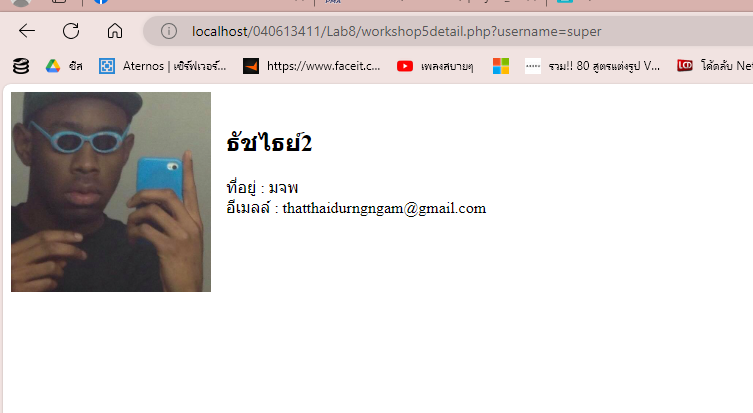 localhost/040613411/Lab8/workshop5detail.php?username=super
ซีส Aternos | เซิร์ฟเวอร์... https://www.faceit.c... เพลงสบายๆ รวม!! 80 สูตรแต่งรูป V... LCD โค้ดลับ Net
ธัชไธย์2
ที่อยู่ : มจพ
อีเมลล์ : thatthaidurngngam@gmail.com